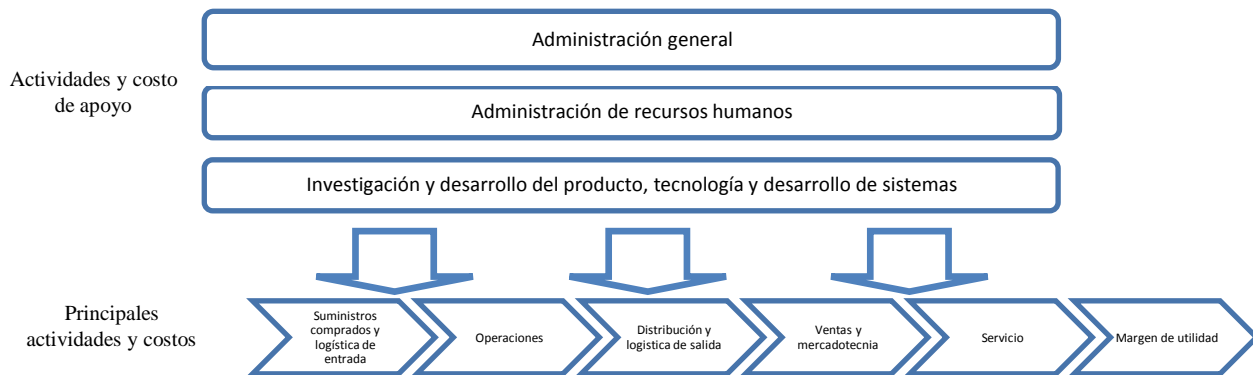 Administración general
Actividades y costo
de apoyo
Administración de recursos humanos
Investigación y desarrollo del producto, tecnología y desarrollo de sistemas
Principales
actividades y costos
Suministros
comprados y
logística de
entrada
Operaciones
Distribución y
logistica de salida
Ventas y
mercadotecnia
Servicio
Margen de utilidad